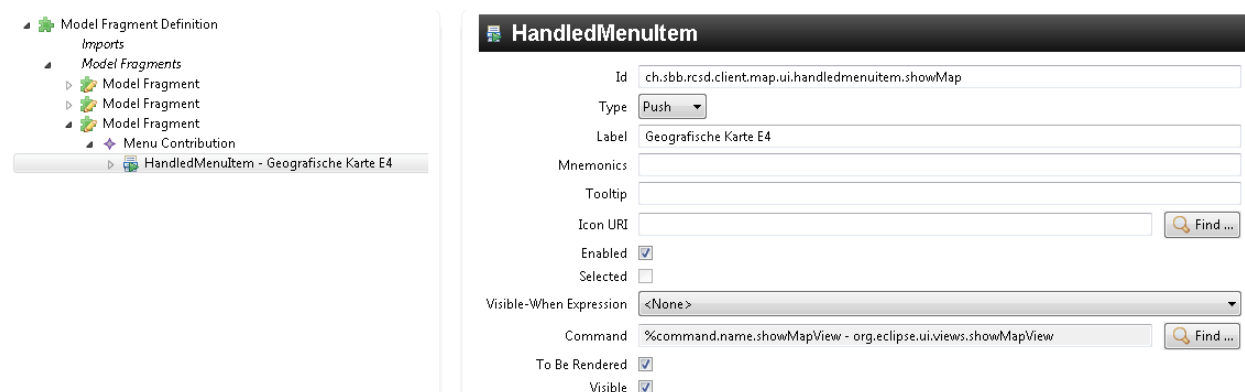 Model Fragment Definition
Imports
Model Fragments
Model Fragment
Model Fragment
Model Fragment
Menu Contribution
HandledMenuItem - Geografische Karte E4
HandledMenuItem
Id ch.sbb.rcsd.client.map.ui.handledmenuitem.showMap
Type Push
Label Geografische Karte E4
Mnemonics
Tooltip
Icon URI Find ...
Enabled
Selected
Visible-When Expression <None>
Command %command.name.showMapView - org.eclipse.ui.views.showMapView Find ...
To Be Rendered
Visible